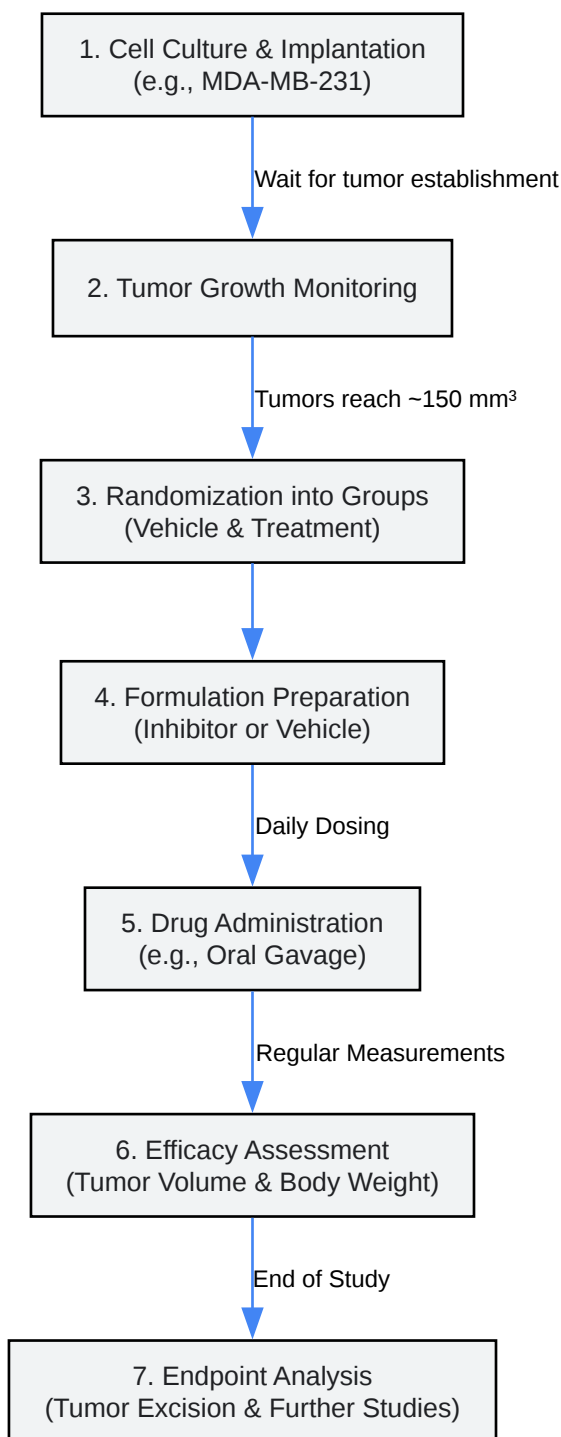 1. Cell Culture & Implantation
(e.g., MDA-MB-231)
Wait for tumor establishment
2. Tumor Growth Monitoring
Tumors reach ~150 mm³
3. Randomization into Groups
(Vehicle & Treatment)
4. Formulation Preparation
(Inhibitor or Vehicle)
Daily Dosing
5. Drug Administration
(e.g., Oral Gavage)
Regular Measurements
6. Efficacy Assessment
(Tumor Volume & Body Weight)
End of Study
7. Endpoint Analysis
(Tumor Excision & Further Studies)